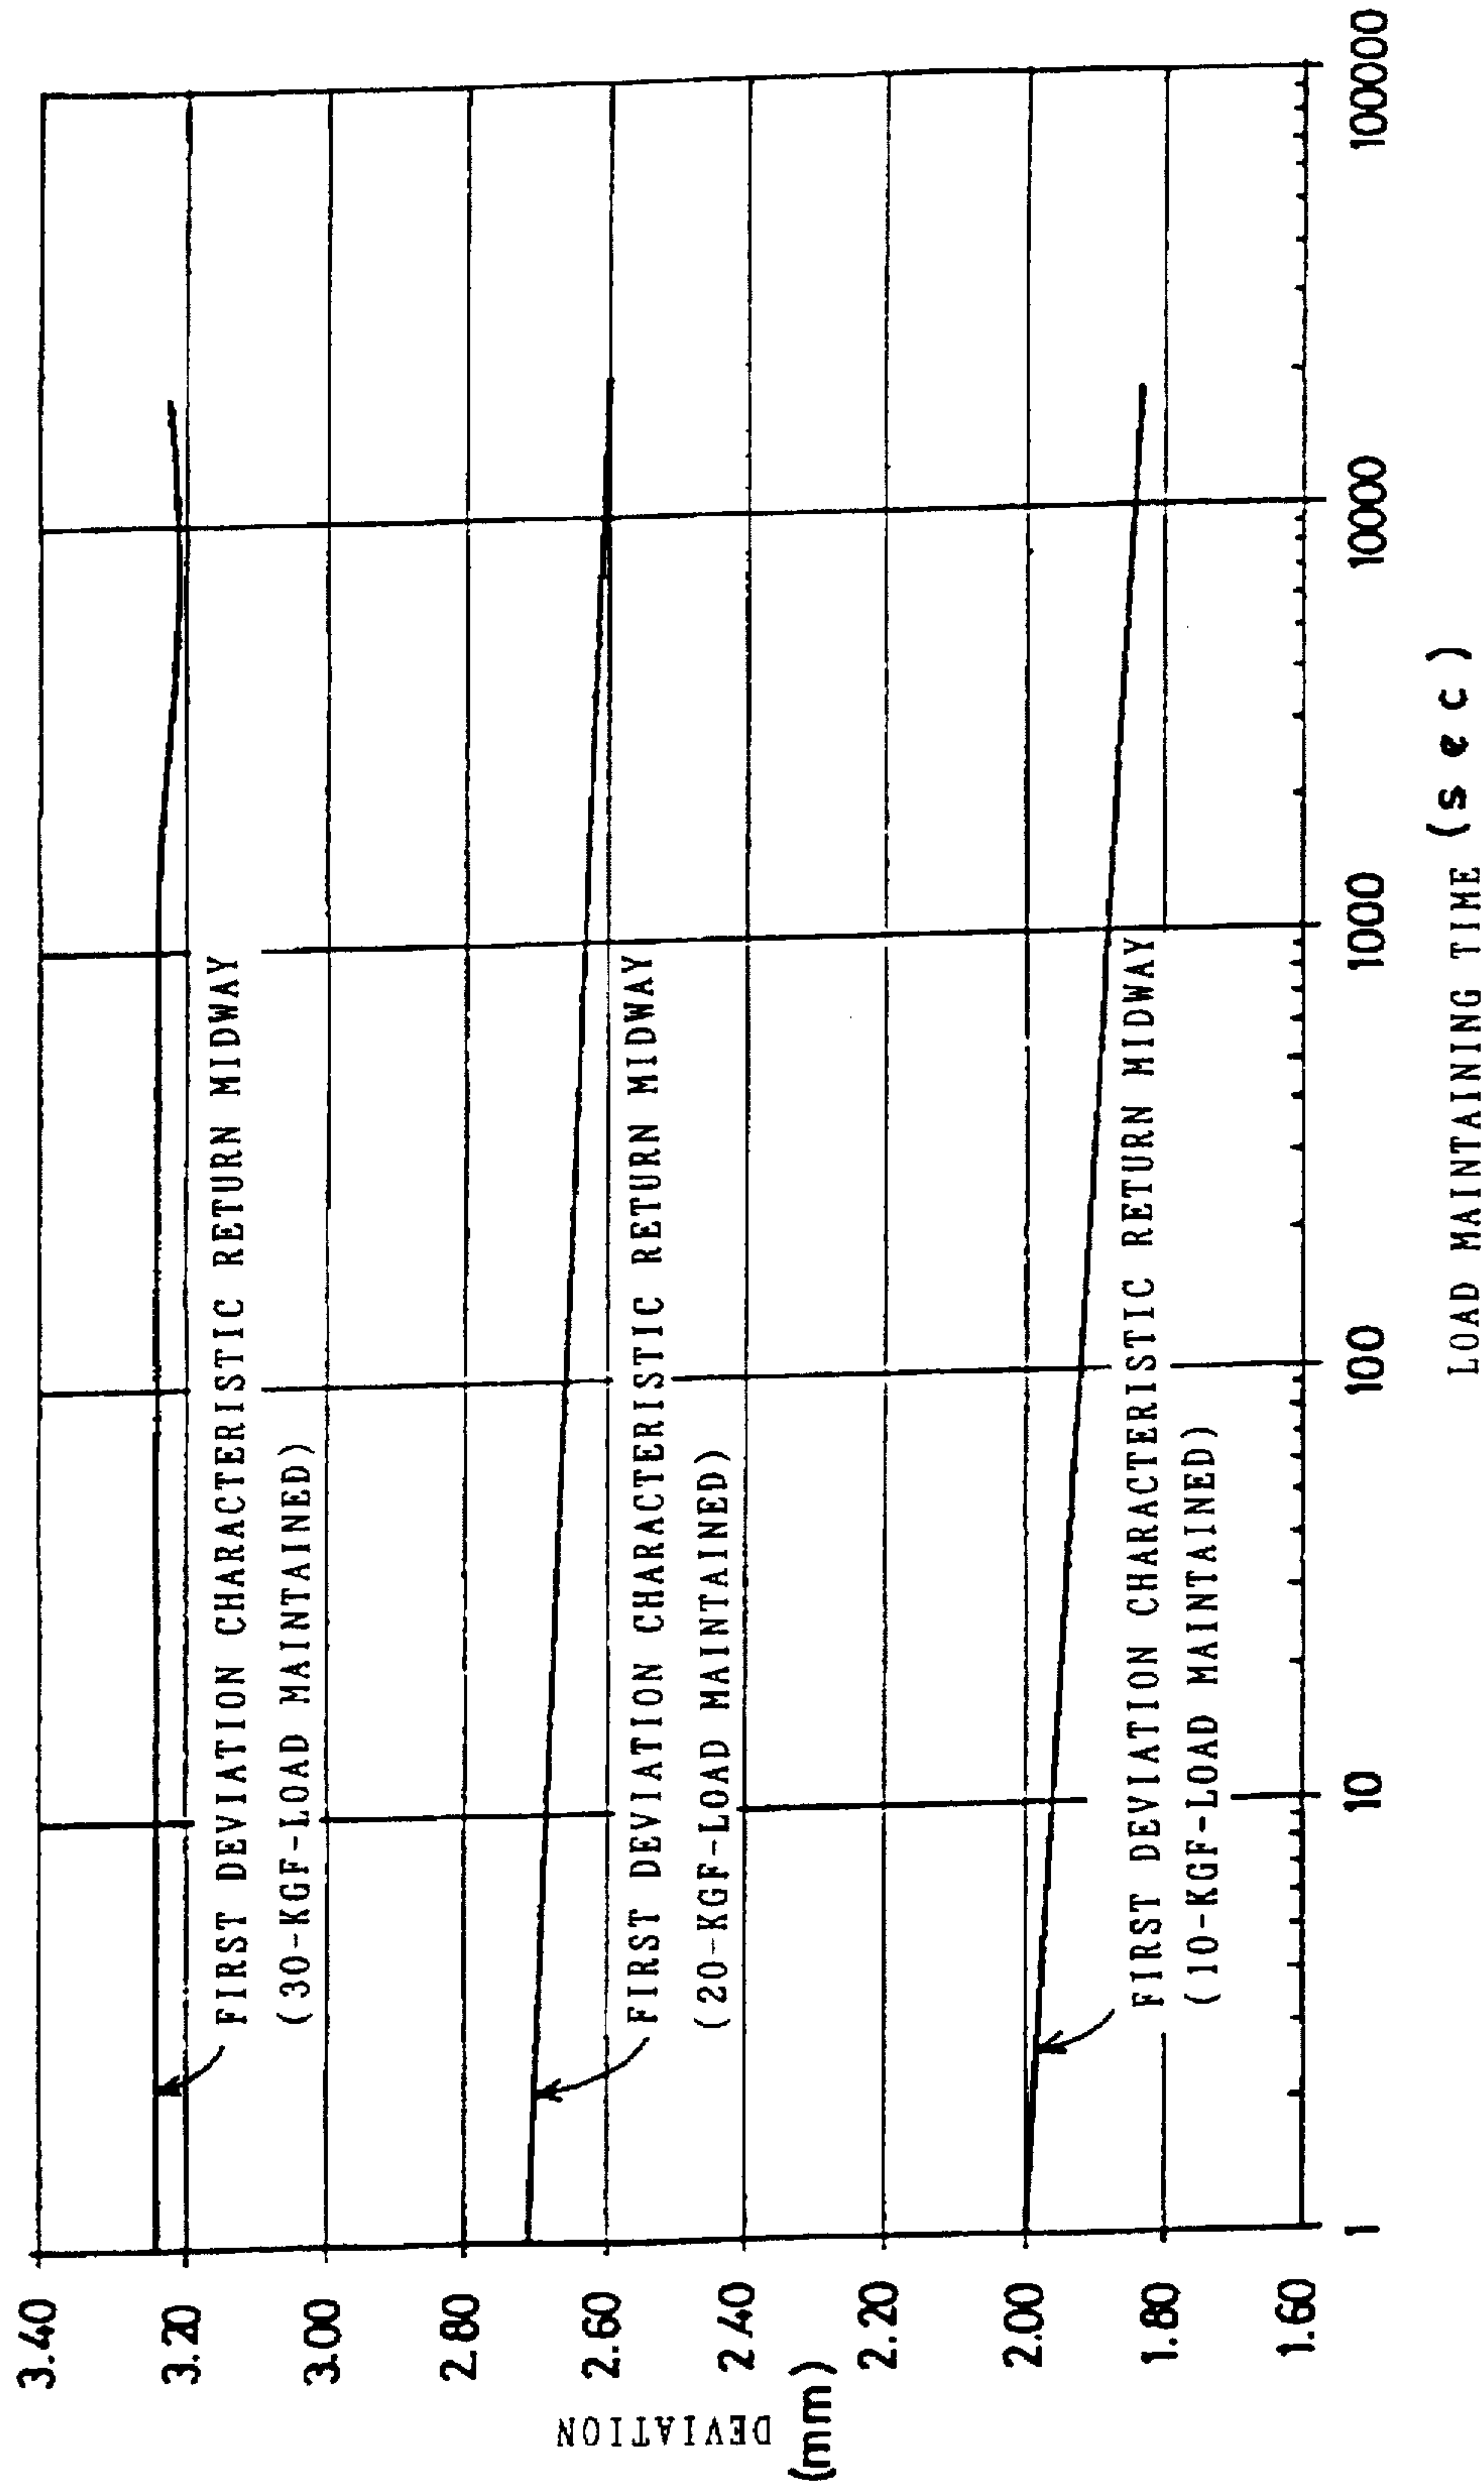 3.40
3.20
3.00
2.80
2.60
2.40
2.20
2.00
1.80
1.60
DEVIATION
(mm)
FIRST DEVIATION CHARACTERISTIC RETURN MIDWAY
(30-KGF-LOAD MAINTAINED)
FIRST DEVIATION CHARACTERISTIC RETURN MIDWAY
(20-KGF-LOAD MAINTAINED)
FIRST DEVIATION CHARACTERISTIC RETURN MIDWAY
(10-KGF-LOAD MAINTAINED)
1
10
100
1000
10000
100000
LOAD MAINTAINING TIME (sec)